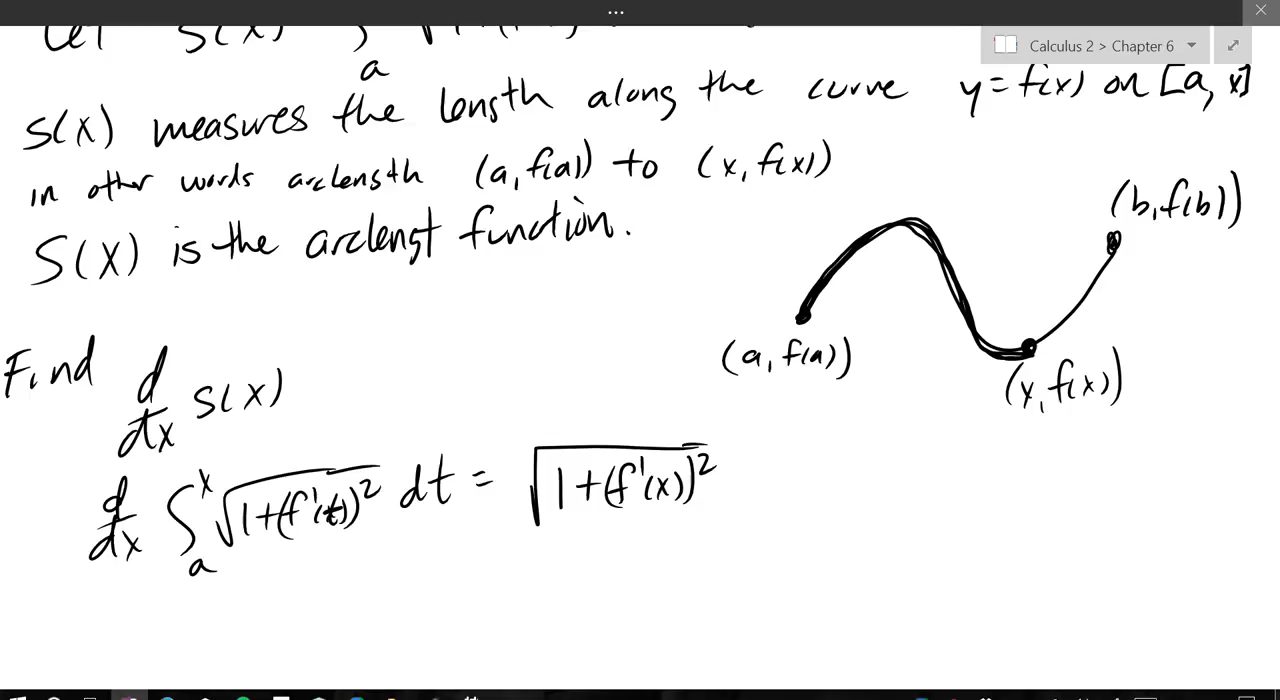 ...
Calculus 2 > Chapter 6
Let S(x)
a
S(x) measures the length along the curve y=f(x) on [a, x]
in other words arclength (a, f(a)) to (x, f(x))
S(x) is the arclengt function.
(b, f(b))
(a, f(a))
(x, f(x))
Find d/dx S(x)
d/dx ∫_a^x √(1+(f'(t))²) dt = √(1+(f'(x))²)